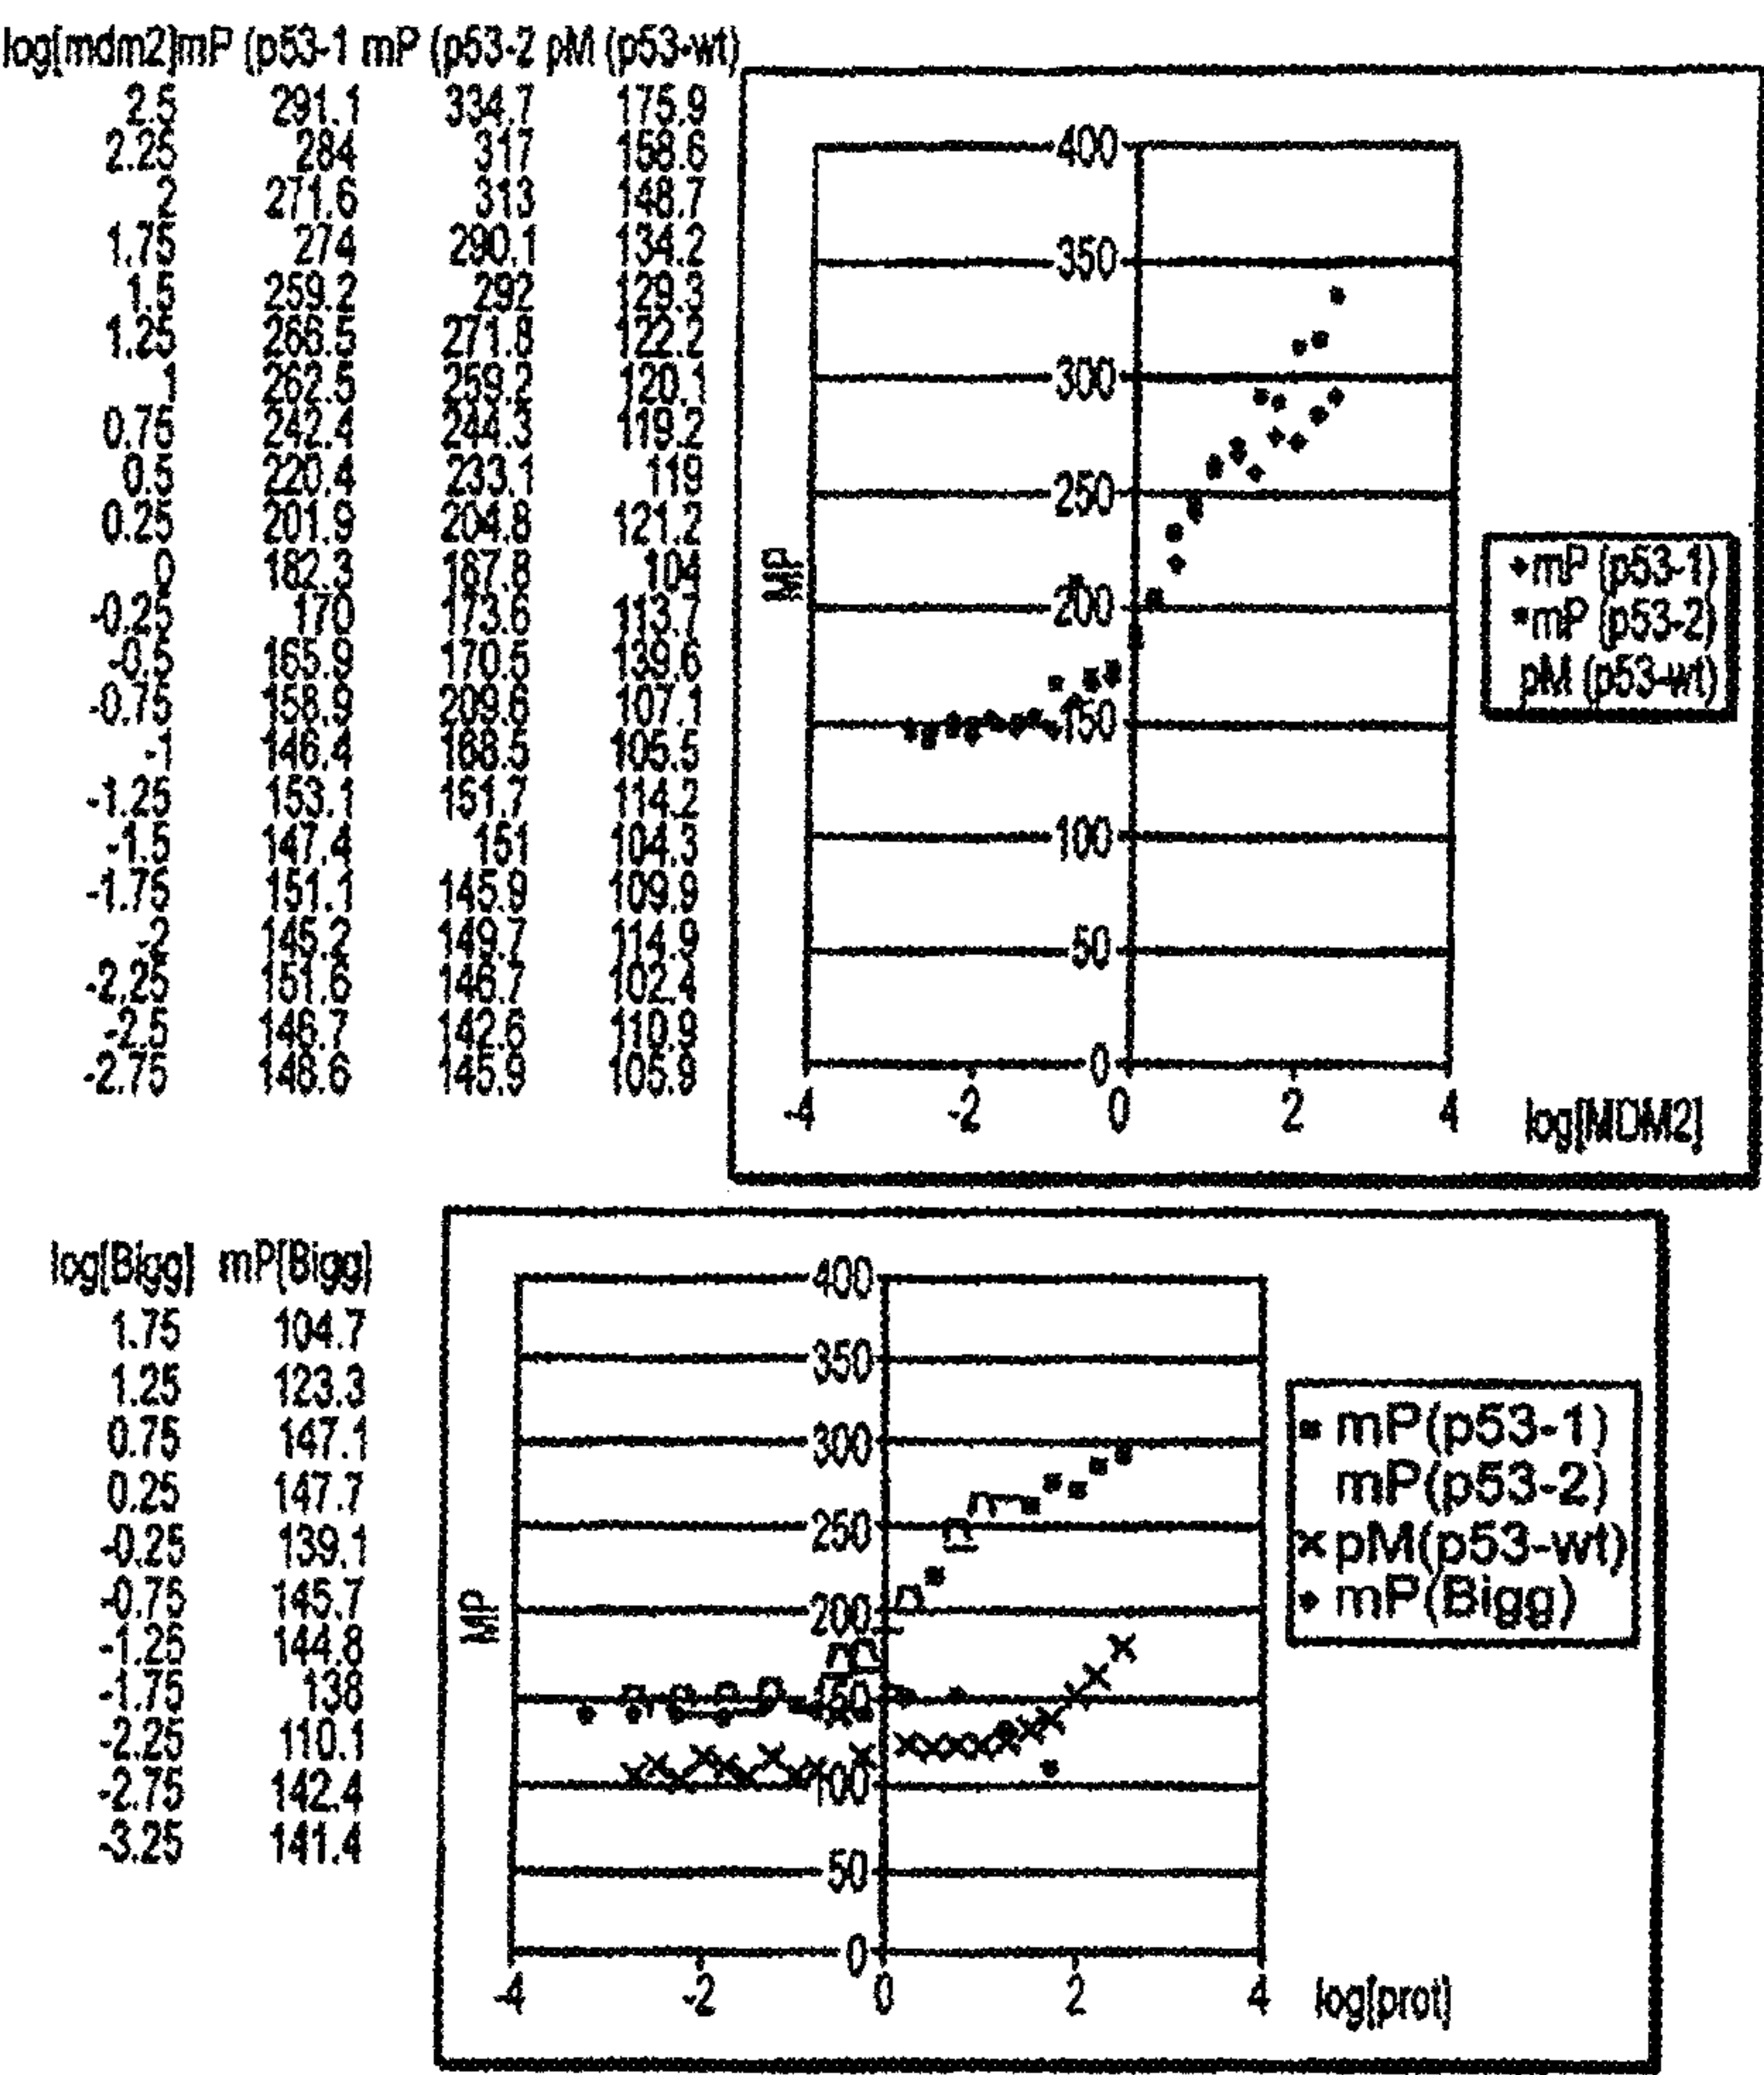 log[mdm2]mP (p53-1 mP (p53-2 pM (p53-wt)
2.5 291.1 334.7 175.9
2.25 284 317 158.6
2 271.6 313 148.7
1.75 274 290.1 134.2
1.5 259.2 292 129.3
1.25 266.5 271.8 122.2
1 262.5 259.2 120.1
0.75 242.4 244.3 119.2
0.5 220.4 233.1 119
0.25 201.9 204.8 121.2
0 182.3 187.8 104
-0.25 170 173.6 113.7
-0.5 165.9 170.5 139.6
-0.75 158.9 209.6 107.1
-1 146.4 168.5 105.5
-1.25 153.1 151.7 114.2
-1.5 147.4 151 104.3
-1.75 151.1 145.9 109.9
-2 145.2 149.7 114.9
-2.25 151.6 146.7 102.4
-2.5 146.7 142.6 110.9
-2.75 148.6 145.9 105.9
400
350
300
250
200
150
100
50
0
MP
-4 -2 0 2 4
log[MDM2]
mP (p53-1)
mP (p53-2)
pM (p53-wt)
log[Bigg] mP[Bigg]
1.75 104.7
1.25 123.3
0.75 147.1
0.25 147.7
-0.25 139.1
-0.75 145.7
-1.25 144.8
-1.75 138
-2.25 110.1
-2.75 142.4
-3.25 141.4
400
350
300
250
200
150
100
50
0
MP
-4 -2 0 2 4
log[prot]
mP(p53-1)
mP(p53-2)
pM(p53-wt)
mP(Bigg)